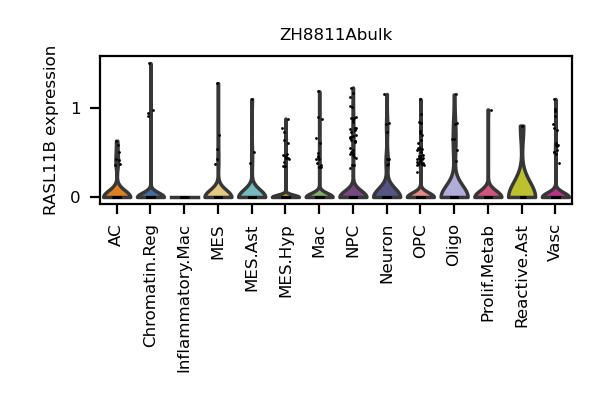 ZH8811Abulk
RASL11B expression
1
0
AC
Chromatin.Reg
Inflammatory.Mac
MES
MES.Ast
MES.Hyp
Mac
NPC
Neuron
OPC
Oligo
Prolif.Metab
Reactive.Ast
Vasc